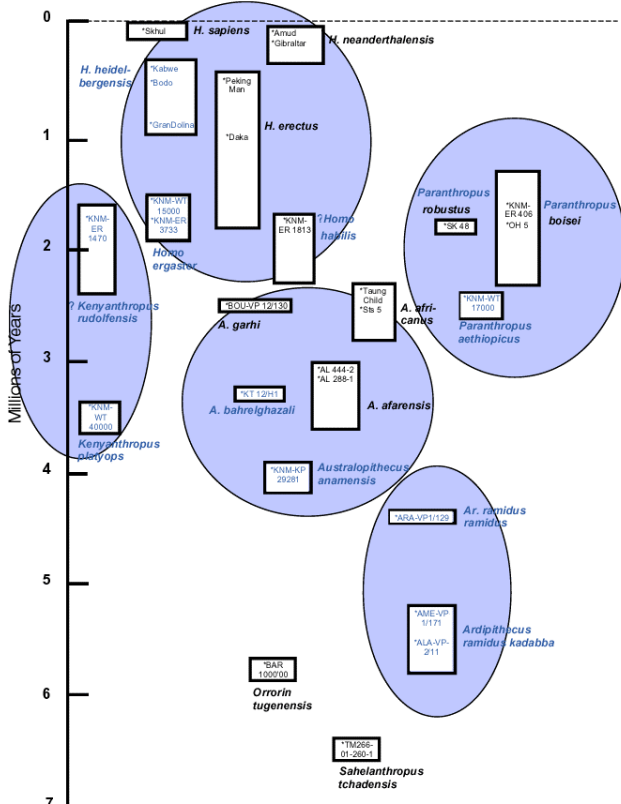 0
*Skhul
H. sapiens
*Amud
*Gibraltar
H. neanderthalensis
H. heidel-
bergensis
*Kabwe
*Bodo
*GranDolina
*Peking
Man
*Daka
H. erectus
1
*KNM-WT
15000
*KNM-ER
3733
Homo
ergaster
*KNM-
ER 1813
?Homo
habilis
*KNM-
ER
1470
? Kenyanthropus
rudolfensis
Paranthropus
robustus
*SK 48
*KNM-
ER 406
*OH 5
Paranthropus
boisei
2
*KNM-WT
17000
Paranthropus
aethiopicus
*BOU-VP 12/130
A. garhi
*Taung
Child
*Sts 5
A. afri-
canus
Millions of Years
3
*KT 12/H1
A. bahrelghazali
*AL 444-2
*AL 288-1
A. afarensis
*KNM-
WT
40000
Kenyanthropus
platyops
4
*KNM-KP
29281
Australopithecus
anamensis
*ARA-VP1/129
Ar. ramidus
ramidus
5
*AME-VP
1/171
*ALA-VP-
2/11
Ardipithecus
ramidus kadabba
6
*BAR
1000'00
Orrorin
tugenensis
*TM266-
01-260-1
Sahelanthropus
tchadensis
7